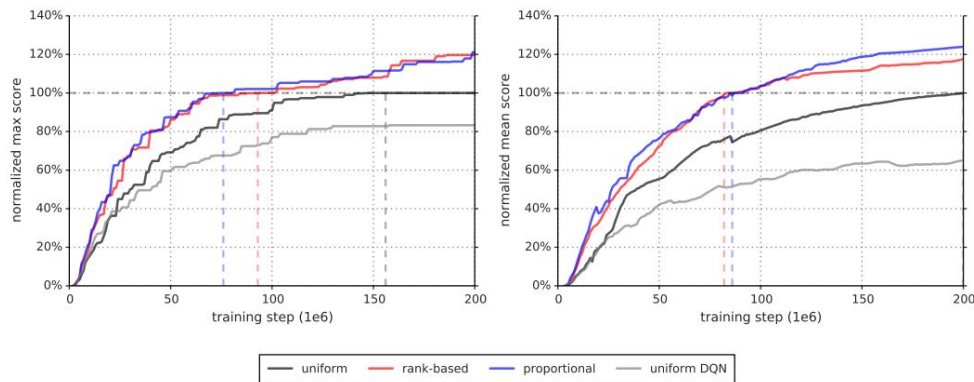 140%
120%
100%
80%
60%
40%
20%
0%
normalized max score
0 50 100 150 200
training step (1e6)
140%
120%
100%
80%
60%
40%
20%
0%
normalized mean score
0 50 100 150 200
training step (1e6)
uniform rank-based proportional uniform DQN